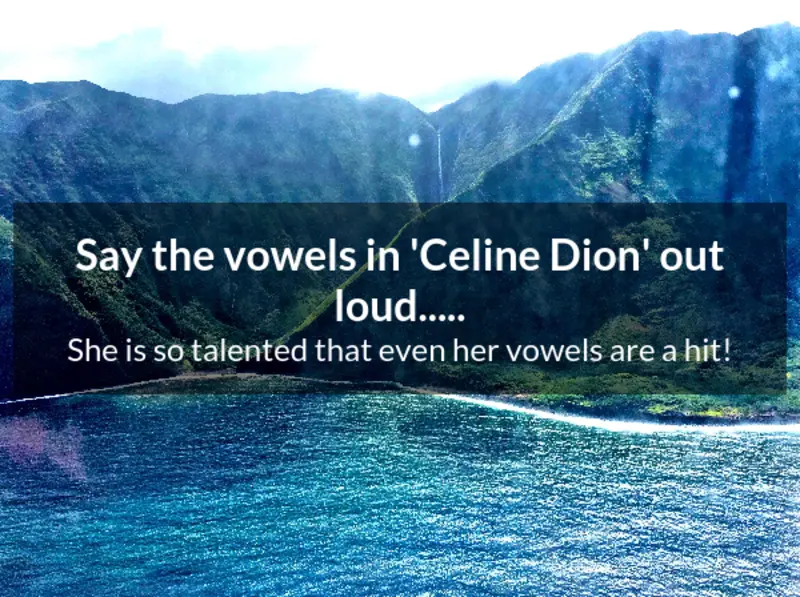 Say the vowels in 'Celine Dion' out
loud.....
She is so talented that even her vowels are a hit!